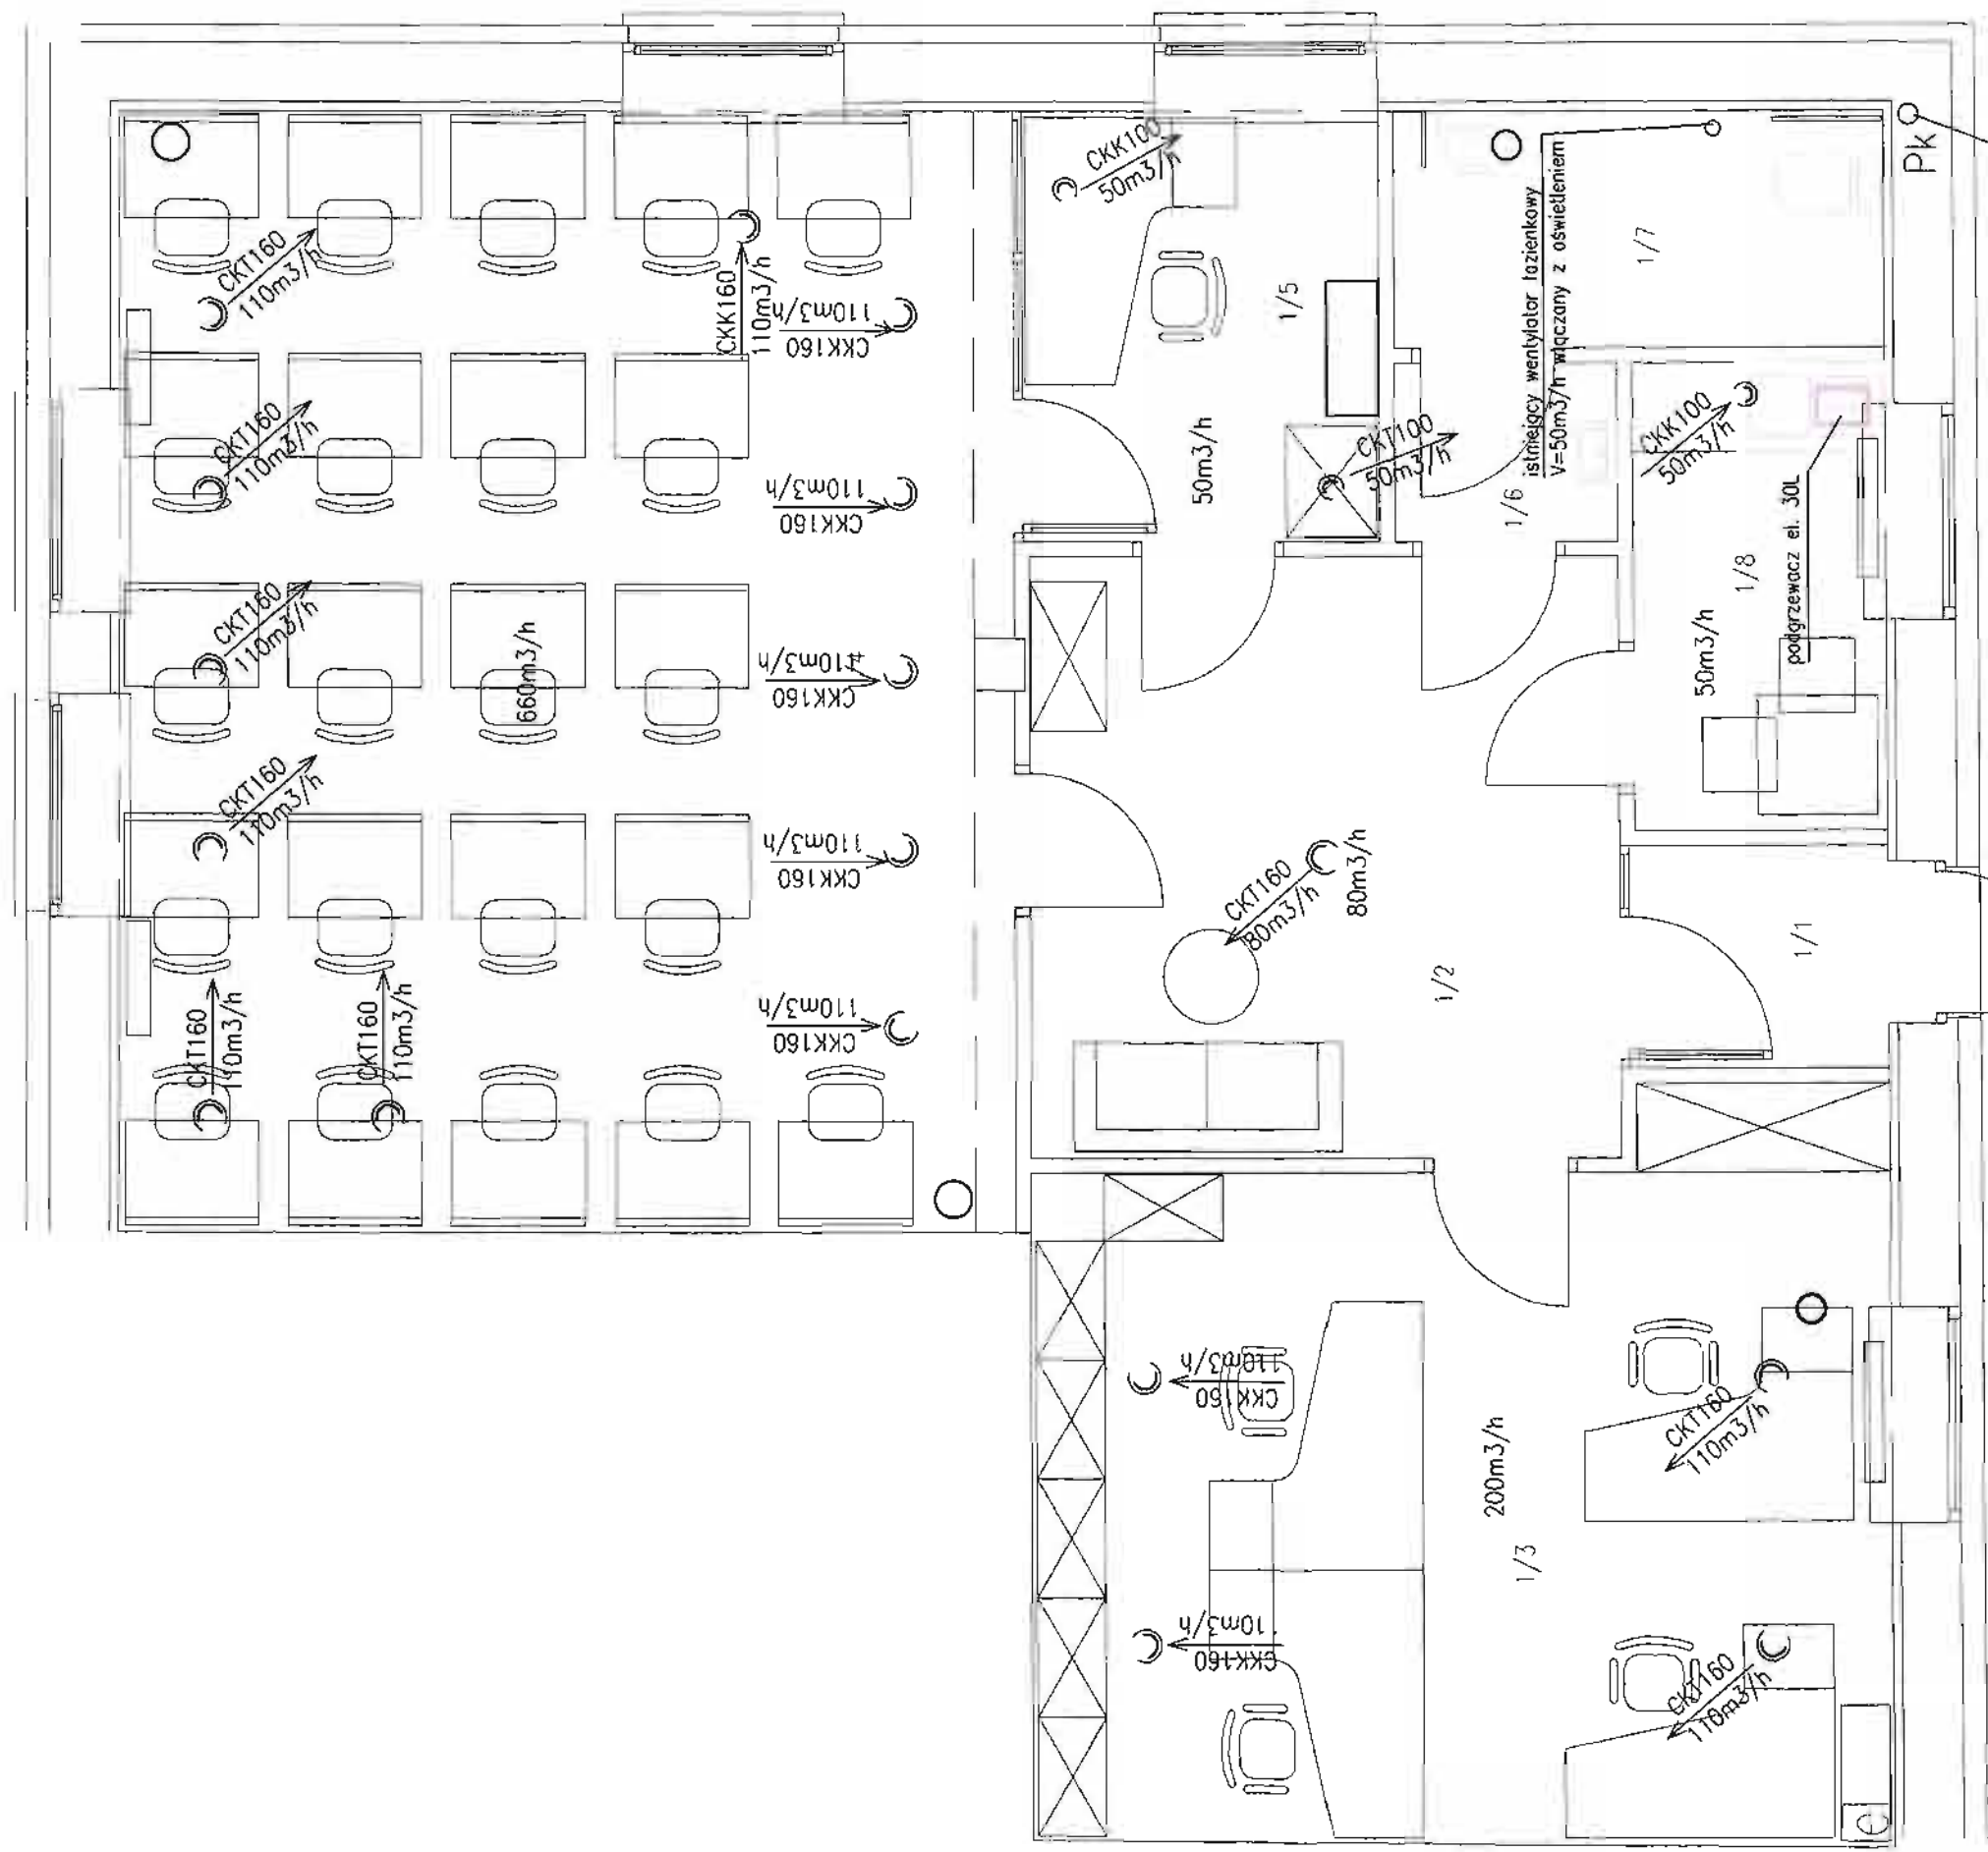 CKT160
110m3/h
CKK160
110m3/h
CKK160
110m3/h
CKT160
110m3/h
CKK160
110m3/h
CKT160
110m3/h
660m3/h
CKK160
110m3/h
CKT160
110m3/h
CKK160
110m3/h
CKT160
110m3/h
CKT160
110m3/h
CKK160
110m3/h
CKK100
50m3/h
1/5
50m3/h
CKT100
50m3/h
istniejący wentylator łazienkowy
V=50m3/h włączany z oświetleniem
1/7
Pk
1/6
CKK100
50m3/h
podgrzewacz el. 30L
1/8
50m3/h
CKT160
80m3/h
80m3/h
1/2
1/1
CKK160
110m3/h
CKT160
110m3/h
200m3/h
1/3
CKK160
110m3/h
CKT160
110m3/h
e